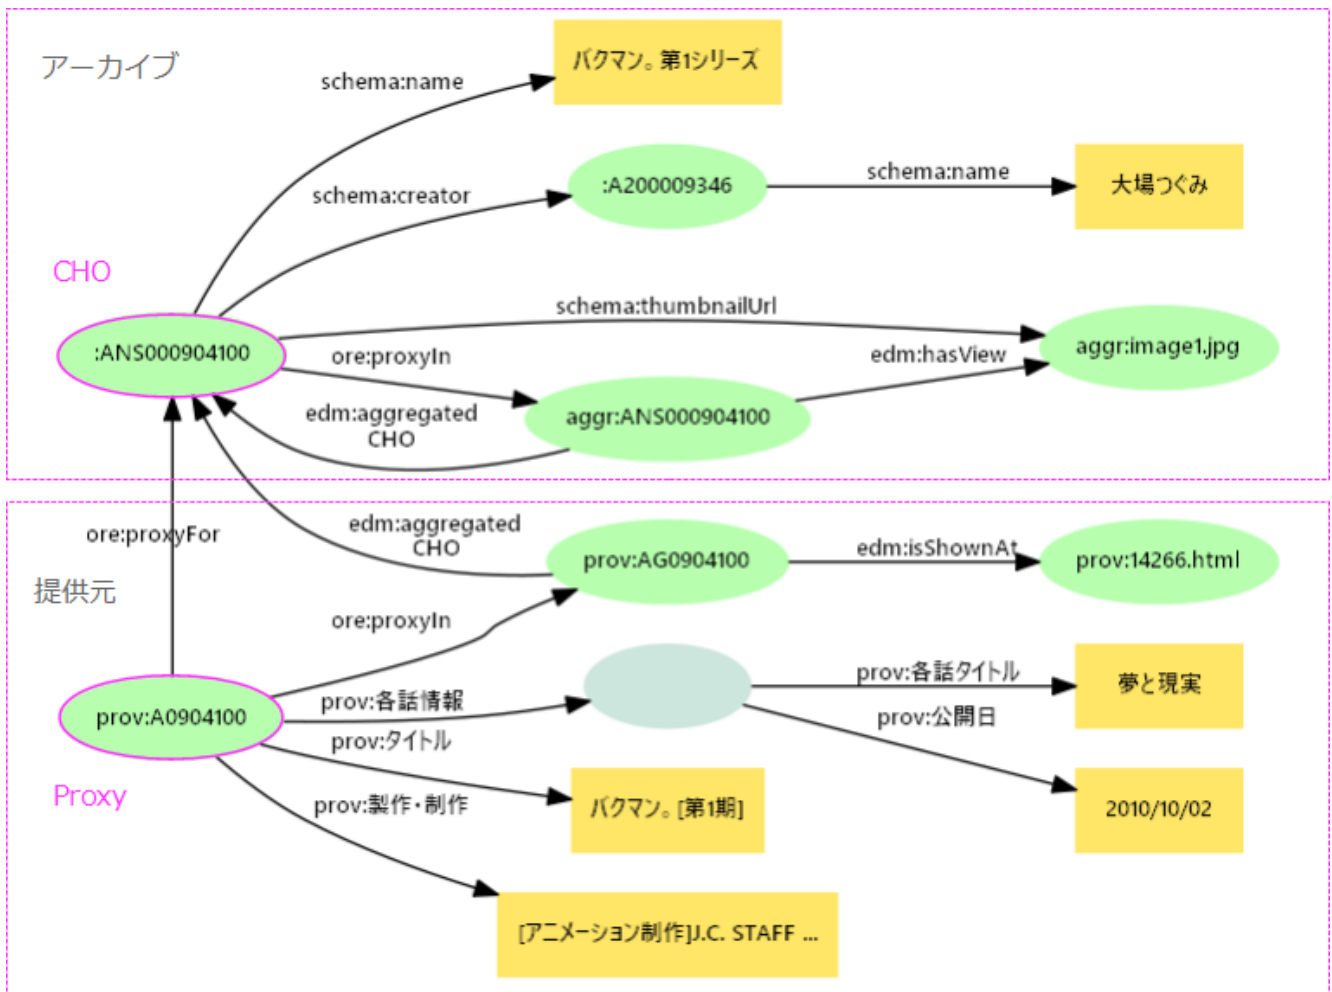 アーカイブ
バクマン。第1シリーズ
schema:name
:A200009346
schema:name
大場つぐみ
schema:creator
CHO
schema:thumbnailUrl
:ANS000904100
ore:proxyIn
edm:hasView
aggr:image1.jpg
edm:aggregated
CHO
aggr:ANS000904100
ore:proxyFor
edm:aggregated
CHO
prov:AG0904100
edm:isShownAt
prov:14266.html
提供元
ore:proxyIn
prov:A0904100
prov:各話情報
prov:各話タイトル
夢と現実
prov:公開日
prov:タイトル
Proxy
prov:製作・制作
バクマン。[第1期]
2010/10/02
[アニメーション制作]J.C. STAFF ...